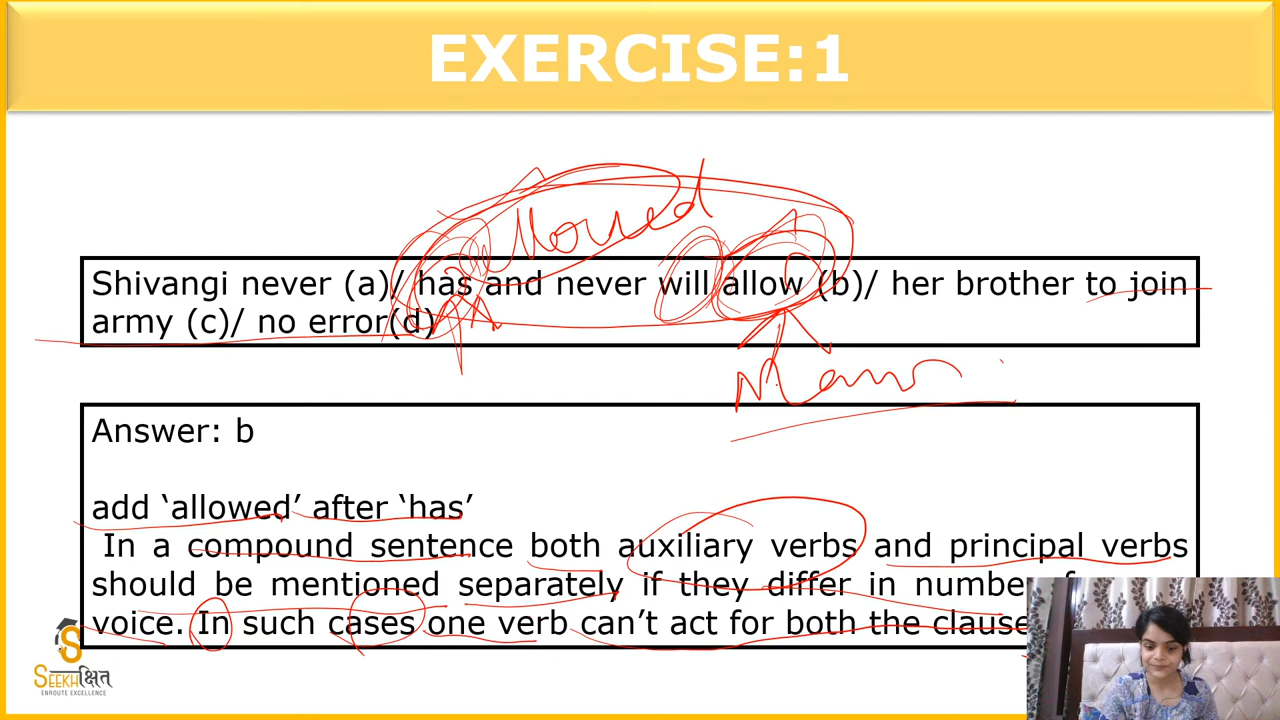 EXERCISE:1
allowed
Shivangi never (a)/ has and never will allow (b)/ her brother to join
army (c)/ no error(d)
Answer: b
add ‘allowed’ after ‘has’
In a compound sentence both auxiliary verbs and principal verbs
should be mentioned separately if they differ in number
voice. In such cases one verb can’t act for both the clause
S
SEEKHक्षित
ENROUTE EXCELLENCE